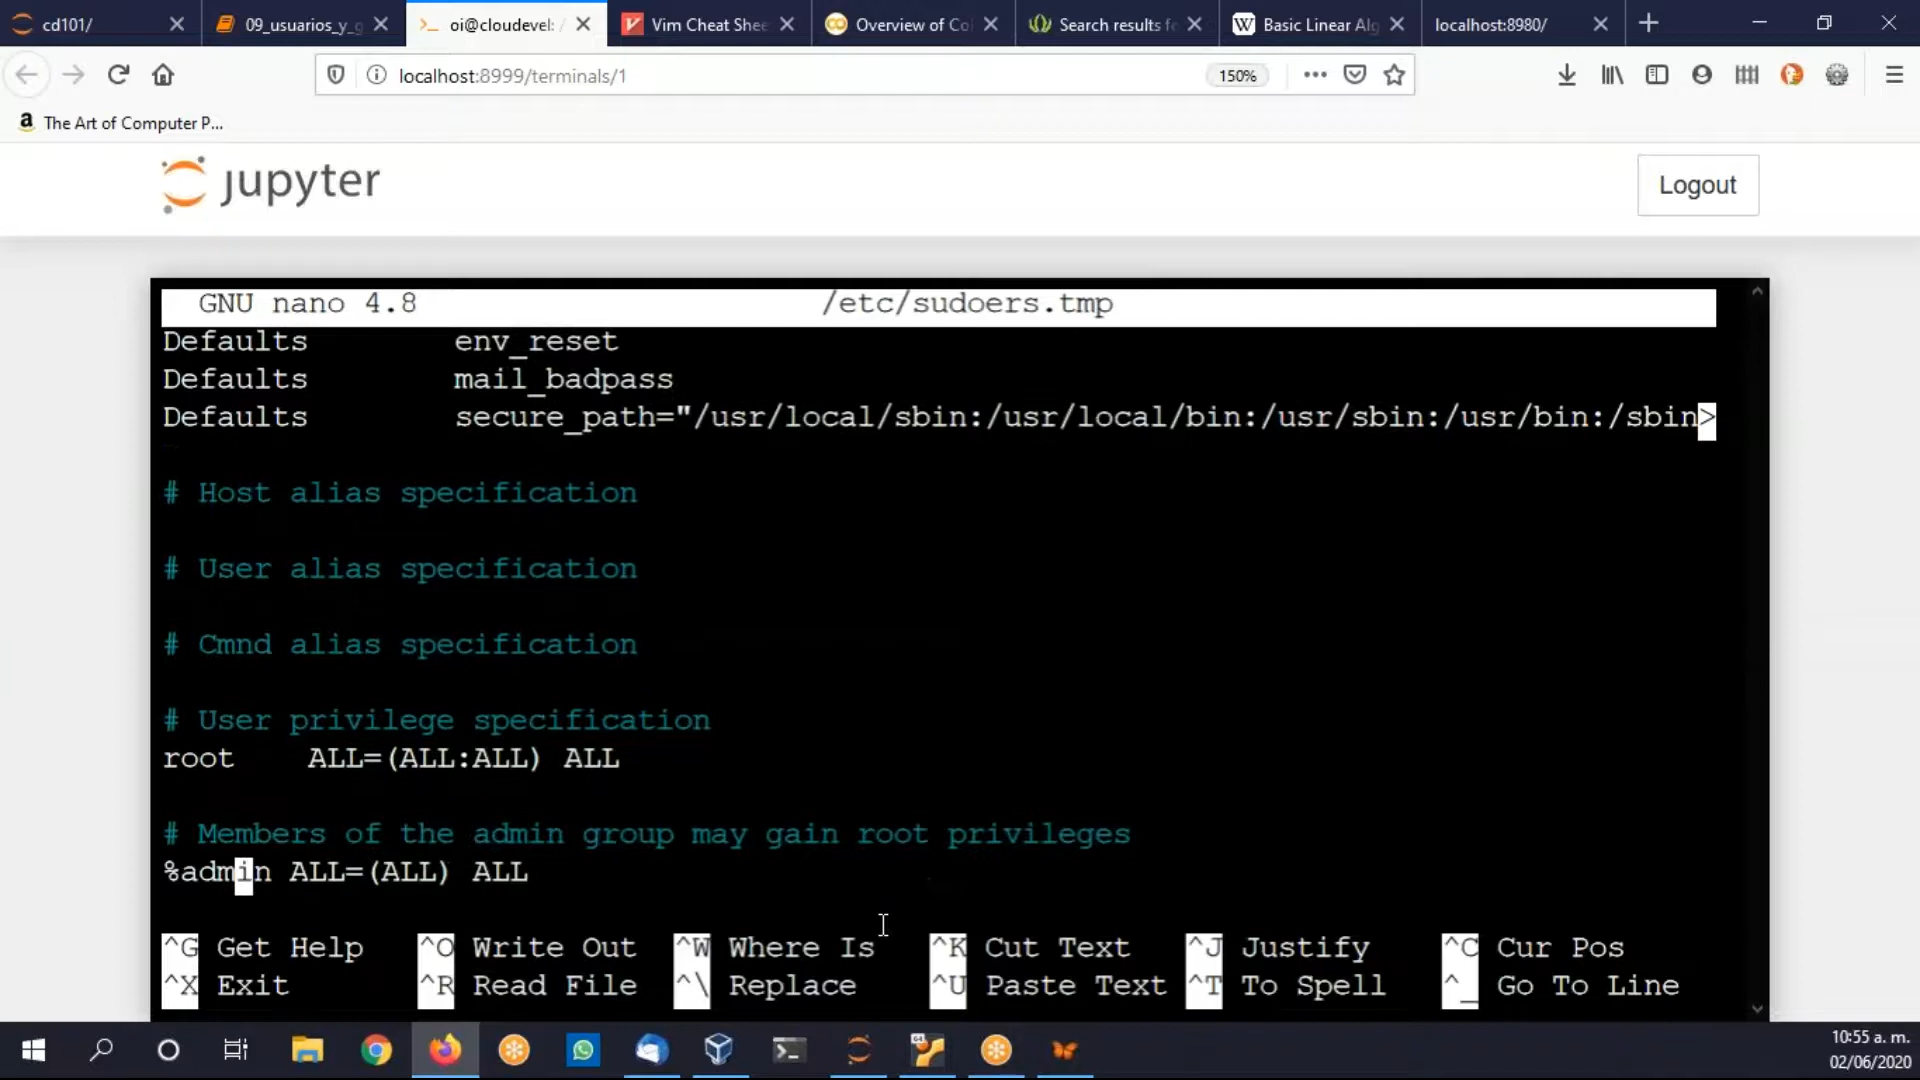 cd101/
09_usuarios_y_g
oi@cloudevel: /
Vim Cheat Shee
Overview of Co
Search results fo
Basic Linear Alg
localhost:8980/
localhost:8999/terminals/1
150%
The Art of Computer P...
jupyter
Logout
GNU nano 4.8 /etc/sudoers.tmp
Defaults env_reset
Defaults mail_badpass
Defaults secure_path="/usr/local/sbin:/usr/local/bin:/usr/sbin:/usr/bin:/sbin>
# Host alias specification
# User alias specification
# Cmnd alias specification
# User privilege specification
root ALL=(ALL:ALL) ALL
# Members of the admin group may gain root privileges
%admin ALL=(ALL) ALL
^G Get Help ^O Write Out ^W Where Is ^K Cut Text ^J Justify ^C Cur Pos
^X Exit ^R Read File ^\ Replace ^U Paste Text ^T To Spell ^_ Go To Line
10:55 a. m.
02/06/2020